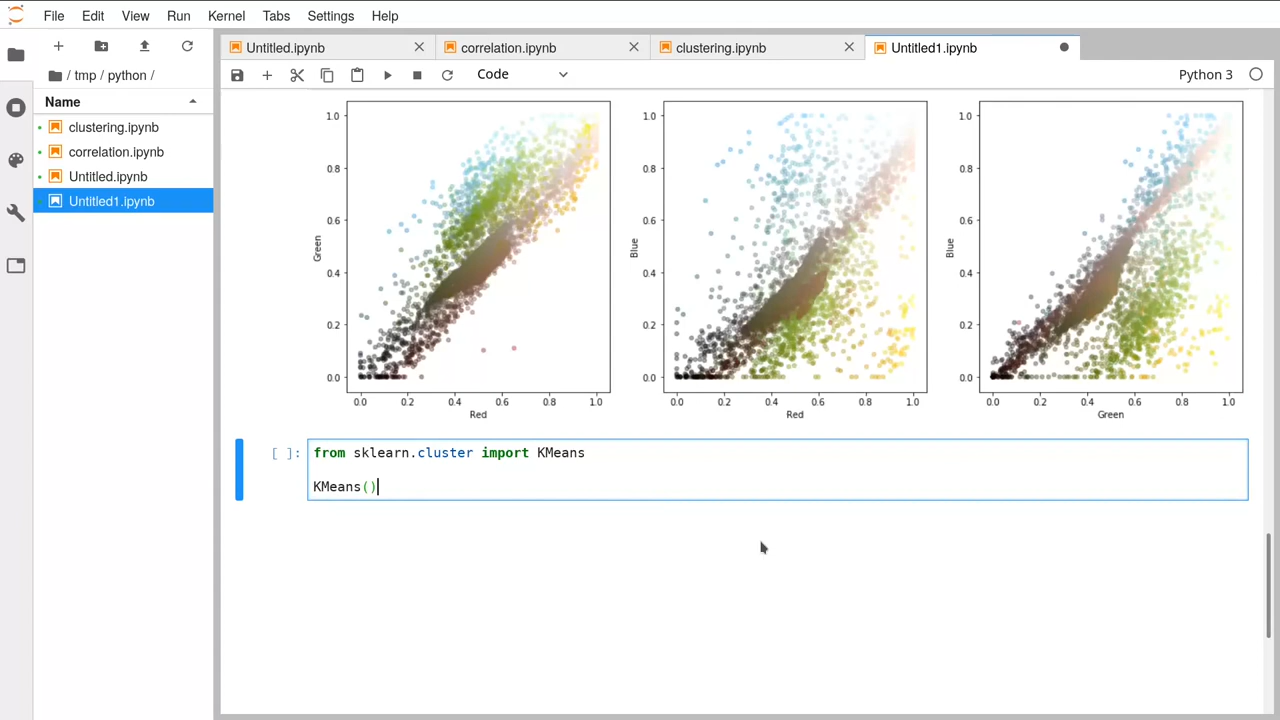 File Edit View Run Kernel Tabs Settings Help
/ tmp / python /
Name
clustering.ipynb
correlation.ipynb
Untitled.ipynb
Untitled1.ipynb
Untitled.ipynb correlation.ipynb clustering.ipynb Untitled1.ipynb
Code Python 3
1.0
0.8
0.6
0.4
0.2
0.0
Green
0.0 0.2 0.4 0.6 0.8 1.0
Red
1.0
0.8
0.6
0.4
0.2
0.0
Blue
0.0 0.2 0.4 0.6 0.8 1.0
Red
1.0
0.8
0.6
0.4
0.2
0.0
Blue
0.0 0.2 0.4 0.6 0.8 1.0
Green
[ ]: from sklearn.cluster import KMeans
KMeans()